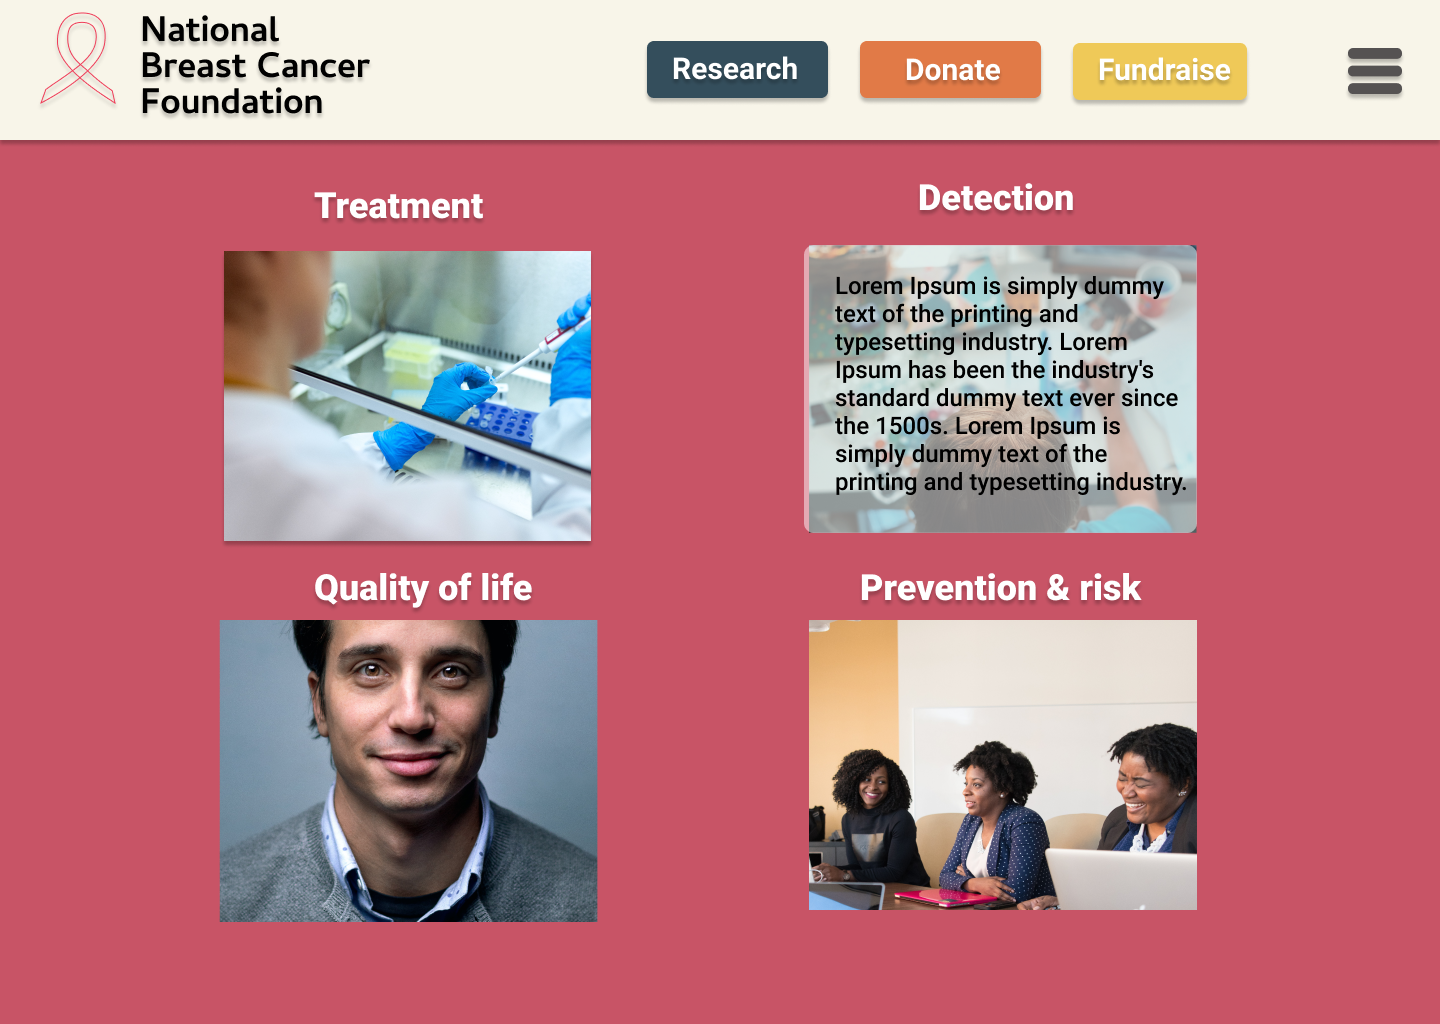 National
Breast Cancer
Foundation
Research
Donate
Fundraise
Treatment
Detection
Lorem Ipsum is simply dummy
text of the printing and
typesetting industry. Lorem
Ipsum has been the industry's
standard dummy text ever since
the 1500s. Lorem Ipsum is
simply dummy text of the
printing and typesetting industry.
Quality of life
Prevention & risk